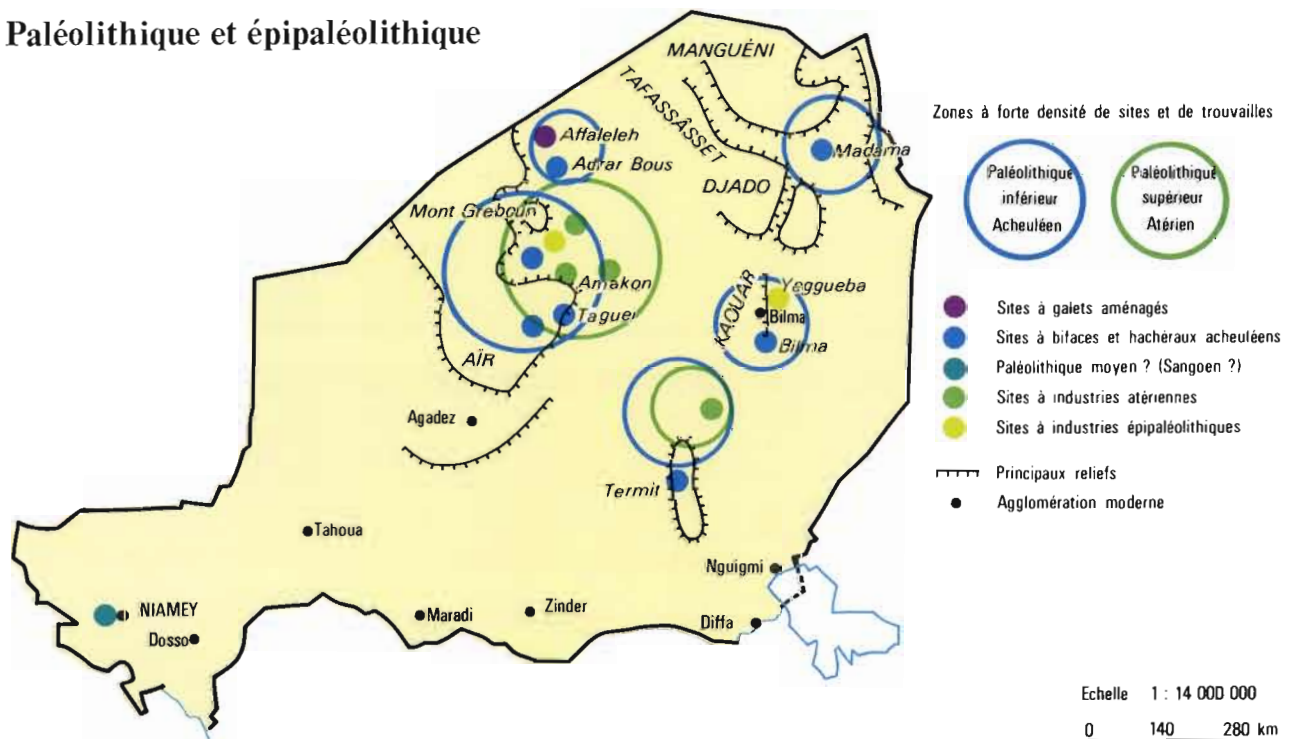 Paléolithique et épipaléolithique
MANGUÉNI
TAFASSÂSSET
DJADO
Affaleleh
Adrar Bous
Madama
Mont Greboun
Amakon
Taguei
AÏR
KAOUAR
Yeggueba
Bilma
Bilma
Agadez
Termit
Tahoua
Nguigmi
NIAMEY
Dosso
Maradi
Zinder
Diffa
Zones à forte densité de sites et de trouvailles
Paléolithique
inférieur
Acheuléen
Paléolithique
supérieur
Atérien
Sites à galets aménagés
Sites à bifaces et hachéraux acheuléens
Paléolithique moyen ? (Sangoen ?)
Sites à industries atériennes
Sites à industries épipaléolithiques
Principaux reliefs
Agglomération moderne
Echelle 1 : 14 000 000
0 140 280 km